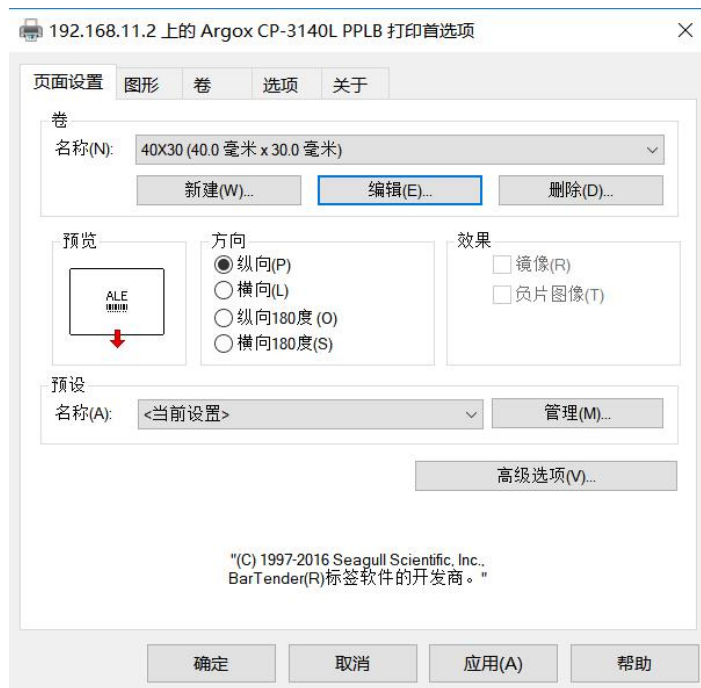 192.168.11.2 上的 Argox CP-3140L PPLB 打印首选项
页面设置 图形 卷 选项 关于
卷
名称(N): 40X30 (40.0 毫米 x 30.0 毫米)
新建(W)... 编辑(E)... 删除(D)...
预览 方向 效果
纵向(P) 镜像(R)
ALE 横向(L) 负片图像(T)
纵向180度 (O)
横向180度(S)
预设
名称(A): <当前设置> 管理(M)...
高级选项(V)...
"(C) 1997-2016 Seagull Scientific, Inc.,
BarTender(R)标签软件的开发商。"
确定 取消 应用(A) 帮助